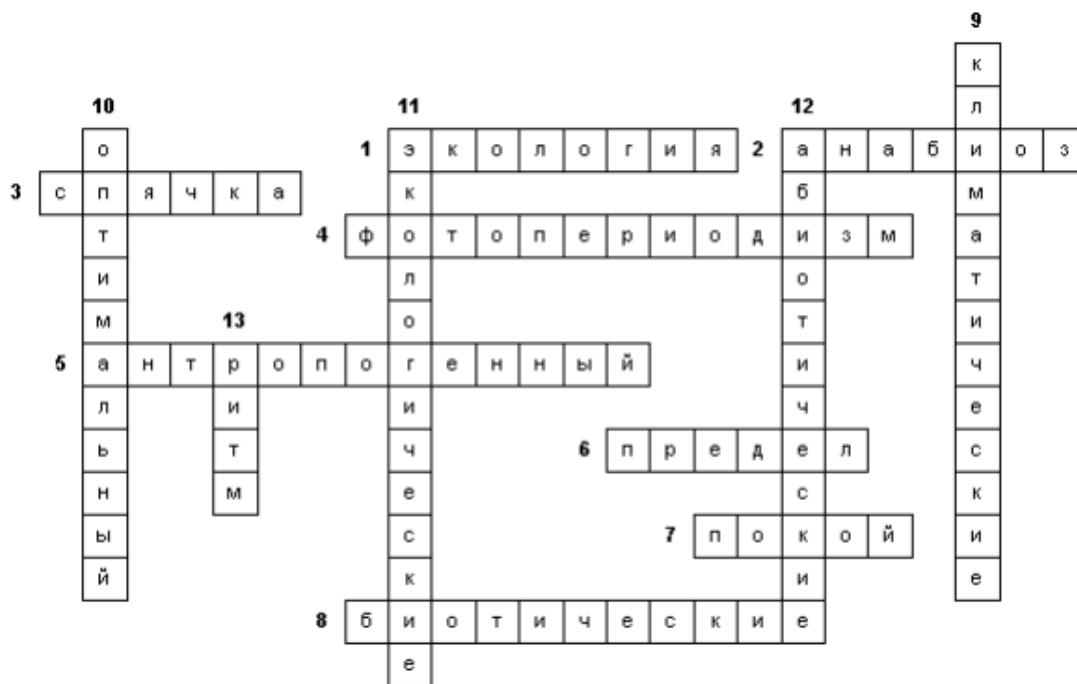 9
к
10 11 12 л
о 1 э к о л о г и я 2 а н а б и о з
3 с п я ч к а к б м
т 4 ф о т о п е р и о д и з м а
и л о т
м 13 о т и
5 а н т р о п о г е н н ы й и ч
л и и ч е
ь т ч 6 п р е д е л с
н м е с к
ы с 7 п о к о й и
й к и е
8 б и о т и ч е с к и е
е